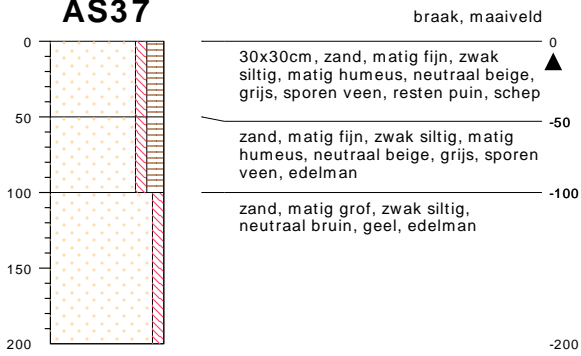 AS37
braak, maaiveld
0
0
30x30cm, zand, matig fijn, zwak
siltig, matig humeus, neutraal beige,
grijs, sporen veen, resten puin, schep
50
-50
zand, matig fijn, zwak siltig, matig
humeus, neutraal beige, grijs, sporen
veen, edelman
100
-100
zand, matig grof, zwak siltig,
neutraal bruin, geel, edelman
150
200
-200